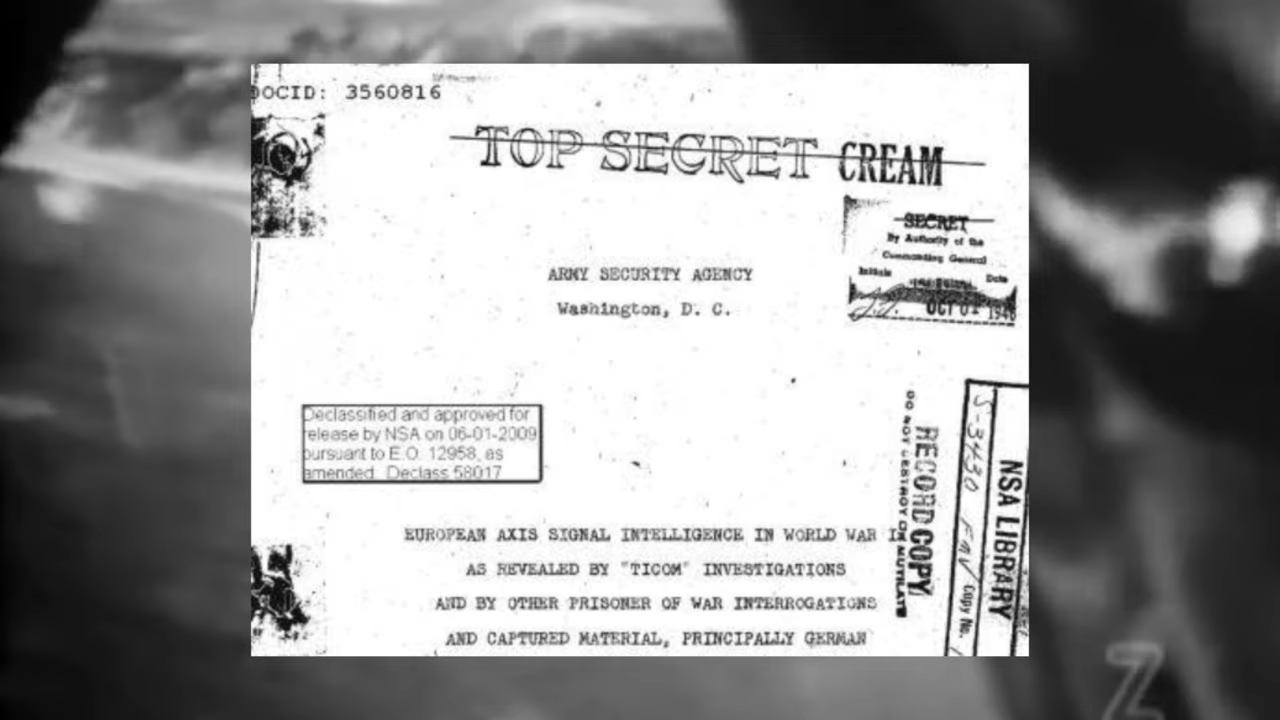 DOCID: 3560816
TOP SECRET CREAM
SECRET
By Authority of the
Commanding General
Initials Date
OCT 01 1946
ARMY SECURITY AGENCY
Washington, D. C.
Declassified and approved for
release by NSA on 06-01-2009
pursuant to E.O. 12958, as
amended. Declass 58017
EUROPEAN AXIS SIGNAL INTELLIGENCE IN WORLD WAR II
AS REVEALED BY "TICOM" INVESTIGATIONS
AND BY OTHER PRISONER OF WAR INTERROGATIONS
AND CAPTURED MATERIAL, PRINCIPALLY GERMAN
DO NOT DESTROY OR MUTILATE
RECORD COPY
S-3430
Copy No.
NSA LIBRARY
Z